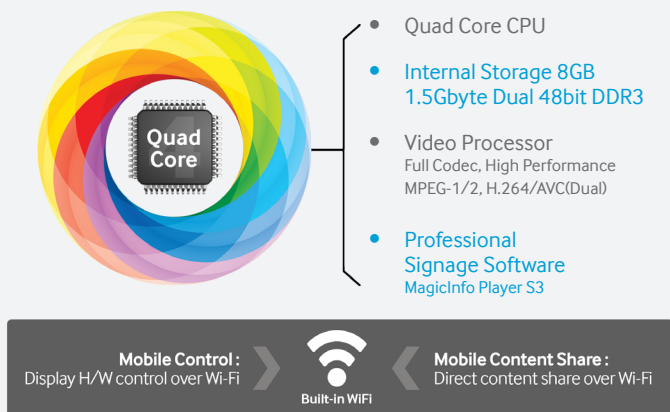 Quad
Core
Quad Core CPU
Internal Storage 8GB
1.5Gbyte Dual 48bit DDR3
Video Processor
Full Codec, High Performance
MPEG-1/2, H.264/AVC(Dual)
Professional
Signage Software
MagicInfo Player S3
Mobile Control :
Display H/W control over Wi-Fi
Built-in WiFi
Mobile Content Share :
Direct content share over Wi-Fi